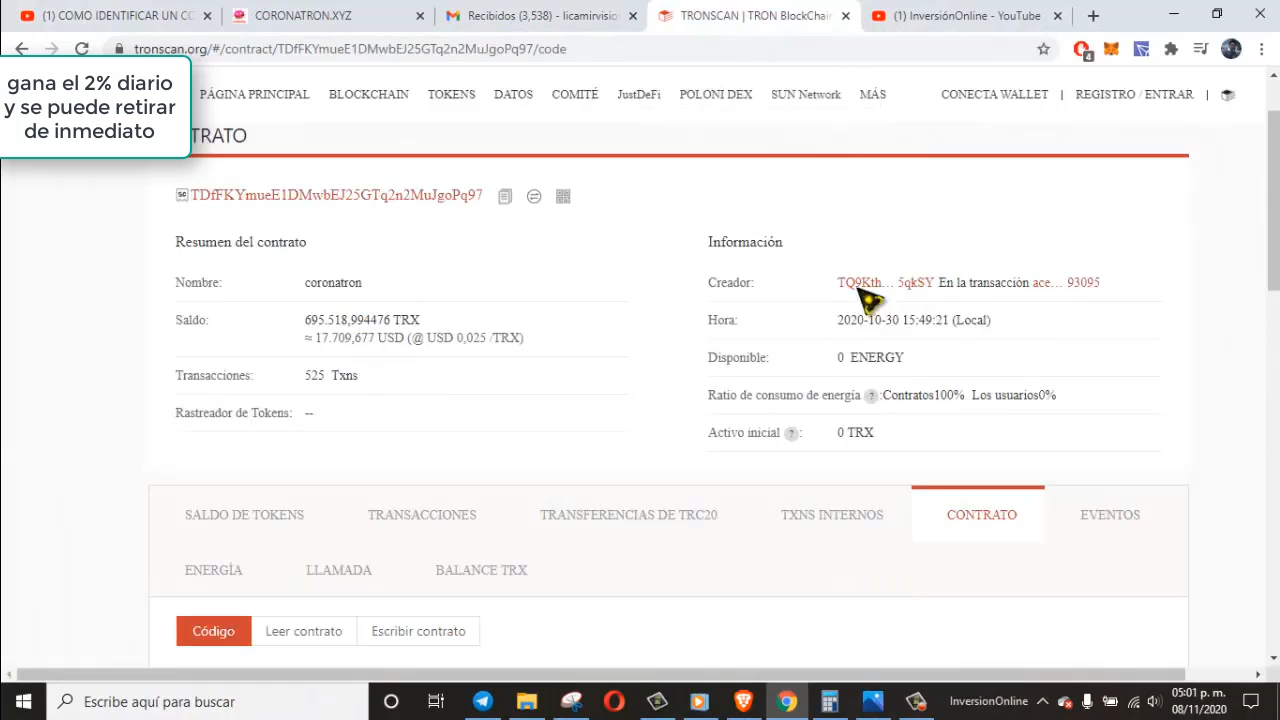 (1) COMO IDENTIFICAR UN CO
CORONATRON.XYZ
Recibidos (3,538) - licamirvision
TRONSCAN | TRON BlockChain
(1) InversiónOnline - YouTube
tronscan.org/#/contract/TDfFKYmueE1DMwbEJ25GTq2n2MuJgoPq97/code
4
gana el 2% diario
y se puede retirar
de inmediato
PÁGINA PRINCIPAL BLOCKCHAIN TOKENS DATOS COMITÉ JustDeFi POLONI DEX SUN Network MÁS CONECTA WALLET | REGISTRO / ENTRAR |
TRATO
TDfFKYmueE1DMwbEJ25GTq2n2MuJgoPq97
Resumen del contrato
Nombre: coronatron
Saldo: 695.518,994476 TRX
≈ 17.709,677 USD (@ USD 0,025 /TRX)
Transacciones: 525 Txns
Rastreador de Tokens: --
Información
Creador: TQ9Kth... 5qkSY En la transacción ace... 93095
Hora: 2020-10-30 15:49:21 (Local)
Disponible: 0 ENERGY
Ratio de consumo de energía ? :Contratos100% Los usuarios0%
Activo inicial ? : 0 TRX
SALDO DE TOKENS TRANSACCIONES TRANSFERENCIAS DE TRC20 TXNS INTERNOS CONTRATO EVENTOS
ENERGÍA LLAMADA BALANCE TRX
Código Leer contrato Escribir contrato
Escribe aquí para buscar
InversionOnline
05:01 p. m.
08/11/2020